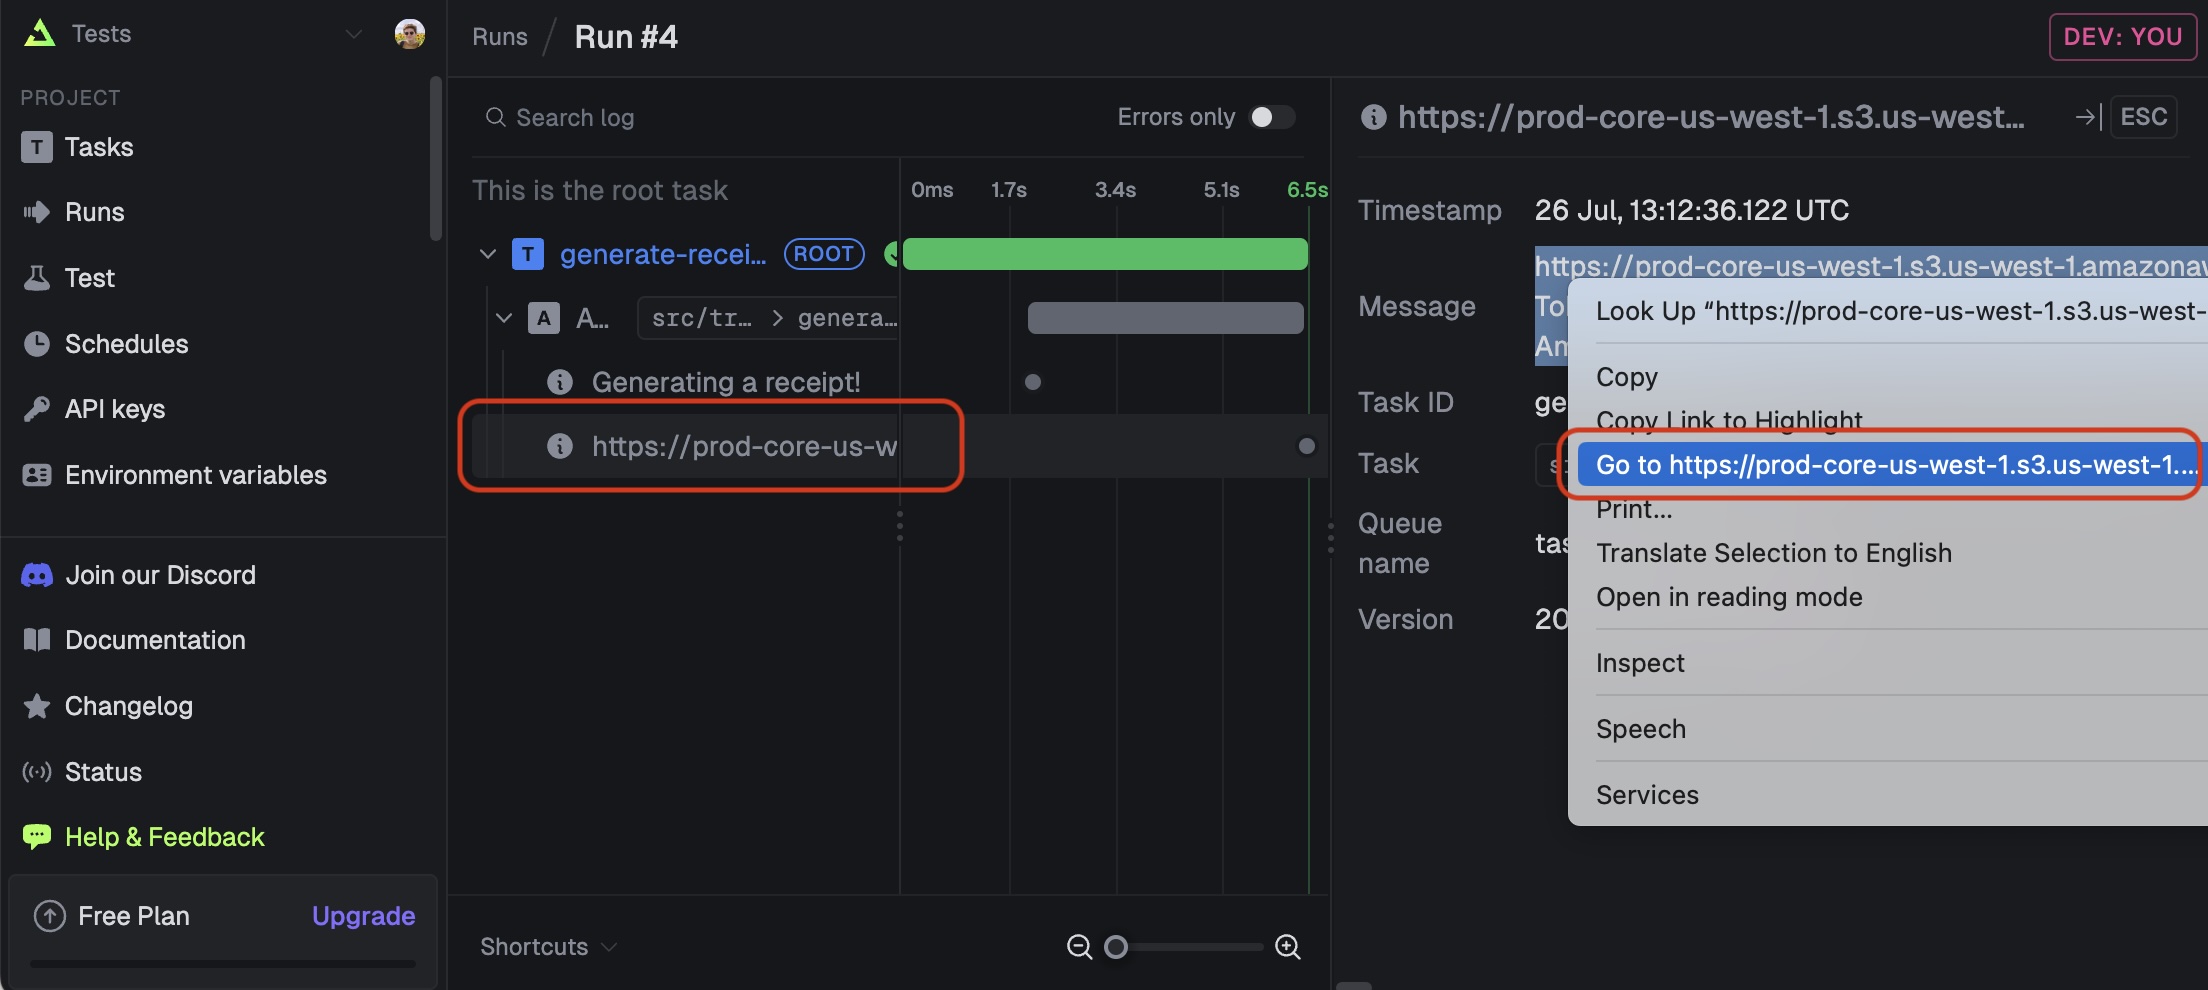 Tests
PROJECT
T Tasks
Runs
Test
Schedules
API keys
Environment variables
Join our Discord
Documentation
Changelog
Status
Help & Feedback
Free Plan Upgrade
Runs / Run #4
DEV: YOU
Search log Errors only
This is the root task 0ms 1.7s 3.4s 5.1s 6.5s
T generate-recei... ROOT
A A... src/tr... > genera...
Generating a receipt!
https://prod-core-us-w
Shortcuts
https://prod-core-us-west-1.s3.us-west... ESC
Timestamp 26 Jul, 13:12:36.122 UTC
Message
https://prod-core-us-west-1.s3.us-west-1.amazonav
Am
Task ID ge
Task
Queue
name
tas
Version 20
Look Up “https://prod-core-us-west-1.s3.us-west-
Copy
Copy Link to Highlight
Go to https://prod-core-us-west-1.s3.us-west-1....
Print...
Translate Selection to English
Open in reading mode
Inspect
Speech
Services